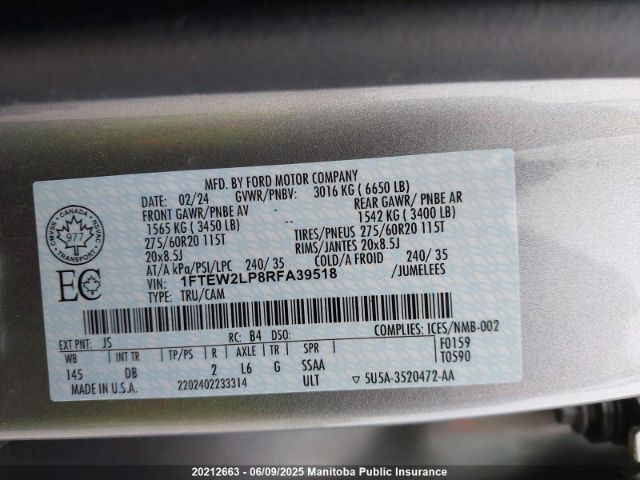 MFD. BY FORD MOTOR COMPANY
DATE: 02/24 GVWR/PNBV: 3016 KG ( 6650 LB)
FRONT GAWR/PNBE AV REAR GAWR/ PNBE AR
1565 KG ( 3450 LB) 1542 KG ( 3400 LB)
275/60R20 115T TIRES/PNEUS 275/60R20 115T
20x8.5J RIMS/JANTES 20x8.5J
AT/A kPa/PSI/LPC 240/ 35 COLD/A FROID 240/ 35
VIN: 1FTEW2LP8RFA39518 /JUMELEES
TYPE: TRU/CAM
CANADA
CMVSS NVNSC
977
TRANSPORT
EC
EXT PNT: JS RC: B4 DSO: COMPLIES: ICES/NMB-002
WB INT TR TP/PS R AXLE TR SPR F0159
145 DB 2 L6 G SSAA T0590
MADE IN U.S.A. 2202402233314 ULT ▽ 5U5A-3520472-AA
20212663 - 06/09/2025 Manitoba Public Insurance